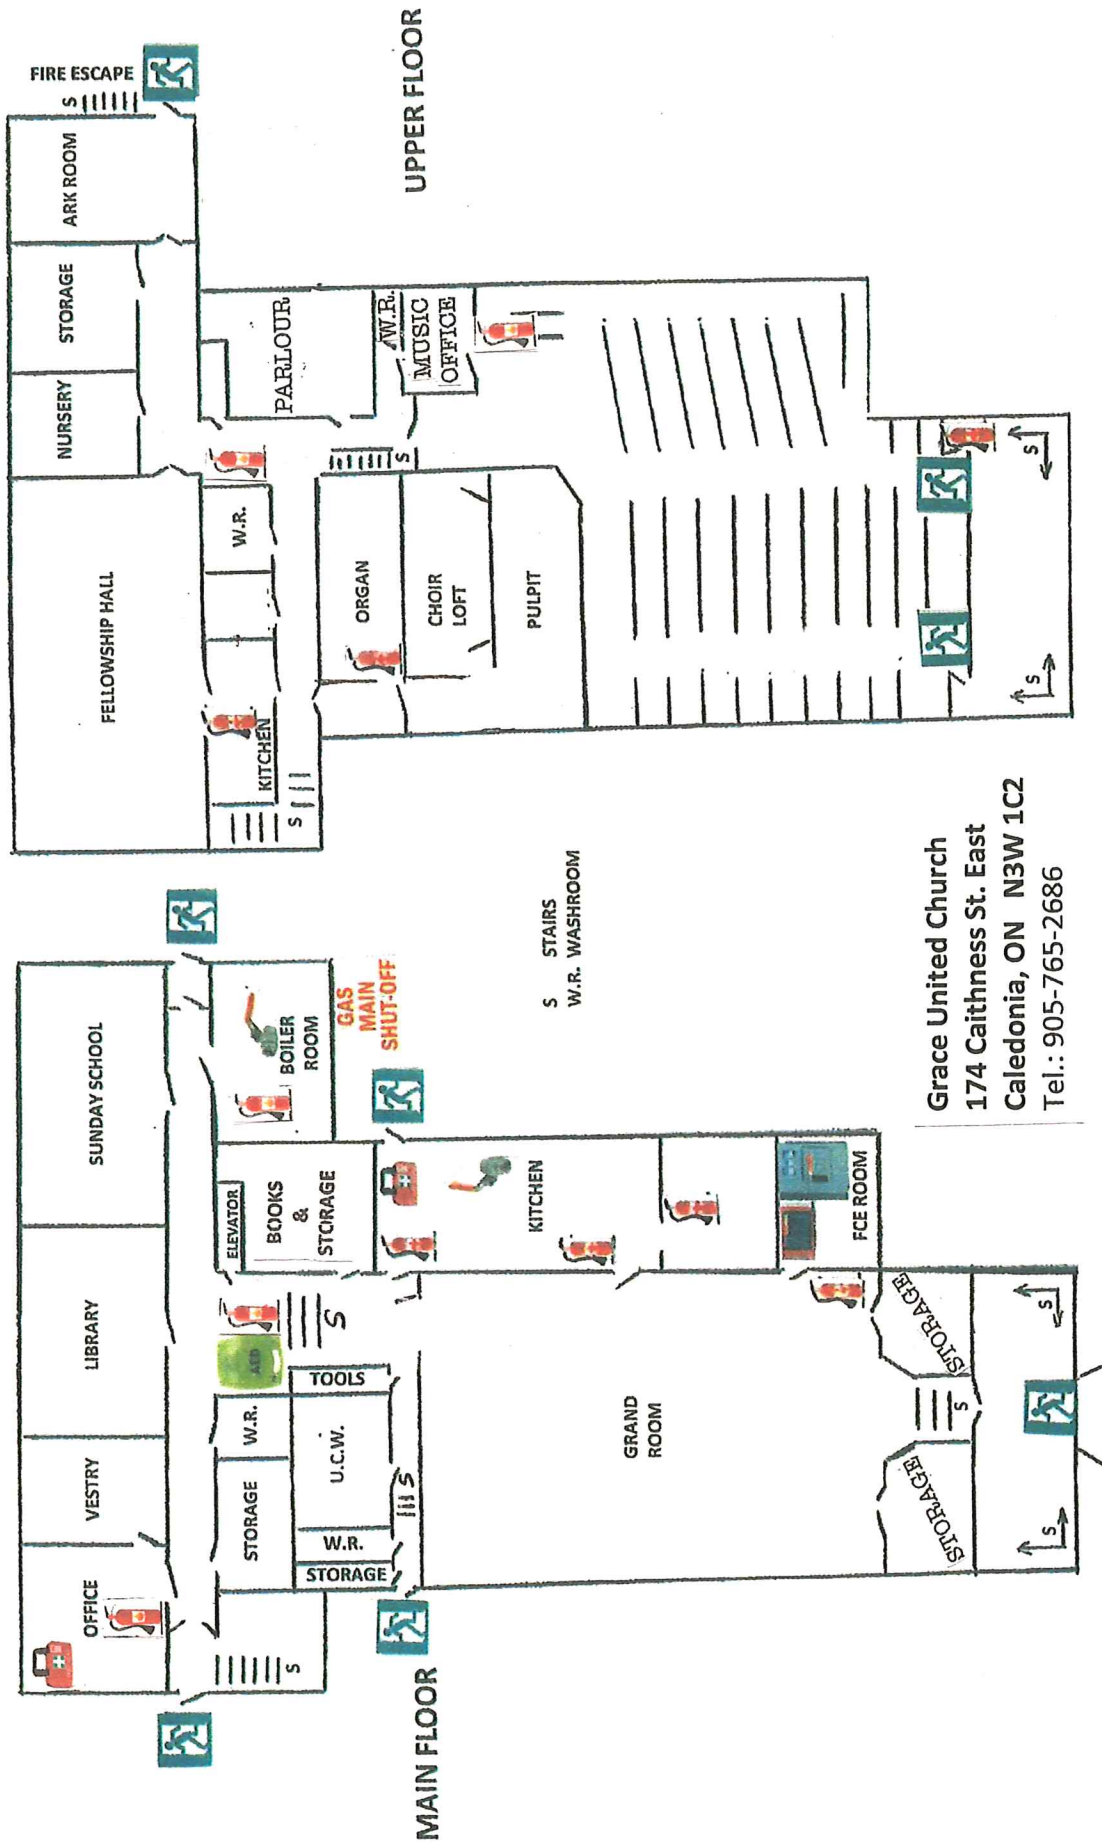 MAIN FLOOR
OFFICE
VESTRY
LIBRARY
SUNDAY SCHOOL
S
STORAGE
W.R.
AED
ELEVATOR
BOOKS
&
STORAGE
BOILER
ROOM
GAS
MAIN
SHUT-OFF
STORAGE
W.R.
U.C.W.
TOOLS
S
S
KITCHEN
GRAND
ROOM
FCE ROOM
STORAGE
STORAGE
S
S
S
S STAIRS
W.R. WASHROOM
UPPER FLOOR
FELLOWSHIP HALL
NURSERY
STORAGE
ARK ROOM
FIRE ESCAPE
S
S
KITCHEN
W.R.
PARLOUR
ORGAN
S
W.R.
MUSIC
OFFICE
CHOIR
LOFT
PULPIT
S
S
Grace United Church
174 Caithness St. East
Caledonia, ON N3W 1C2
Tel.: 905-765-2686